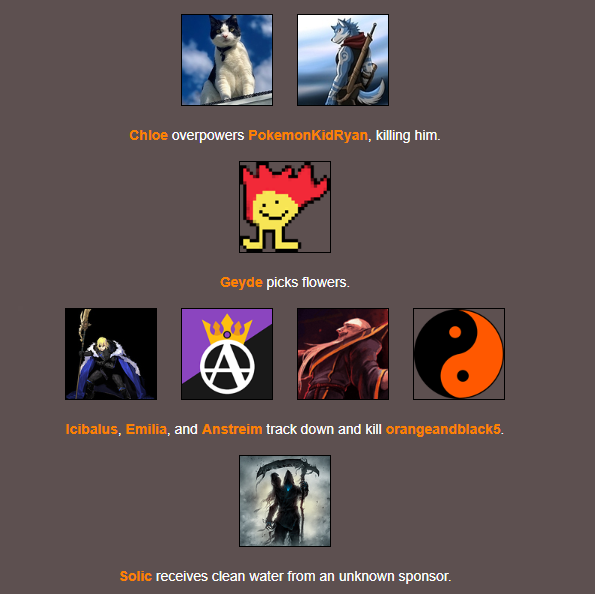 Chloe overpowers PokemonKidRyan, killing him.
Geyde picks flowers.
Icibalus, Emilia, and Anstreim track down and kill orangeandblack5.
Solic receives clean water from an unknown sponsor.